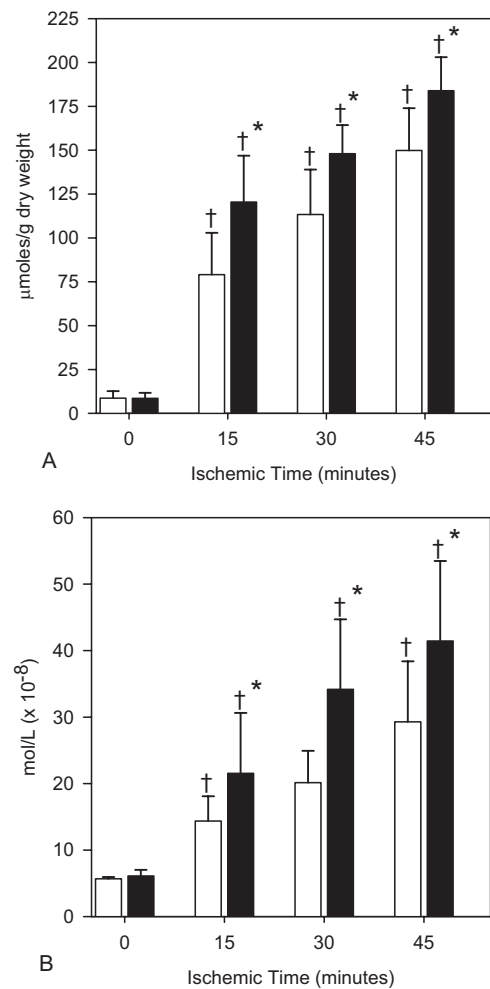 225
200
175
150
125
100
75
50
25
0
µmoles/g dry weight
† †*
† †*
† †*
0 15 30 45
A
Ischemic Time (minutes)
60
50
40
30
20
10
0
mol/L (x 10-8)
† †*
†*
† †*
0 15 30 45
B
Ischemic Time (minutes)